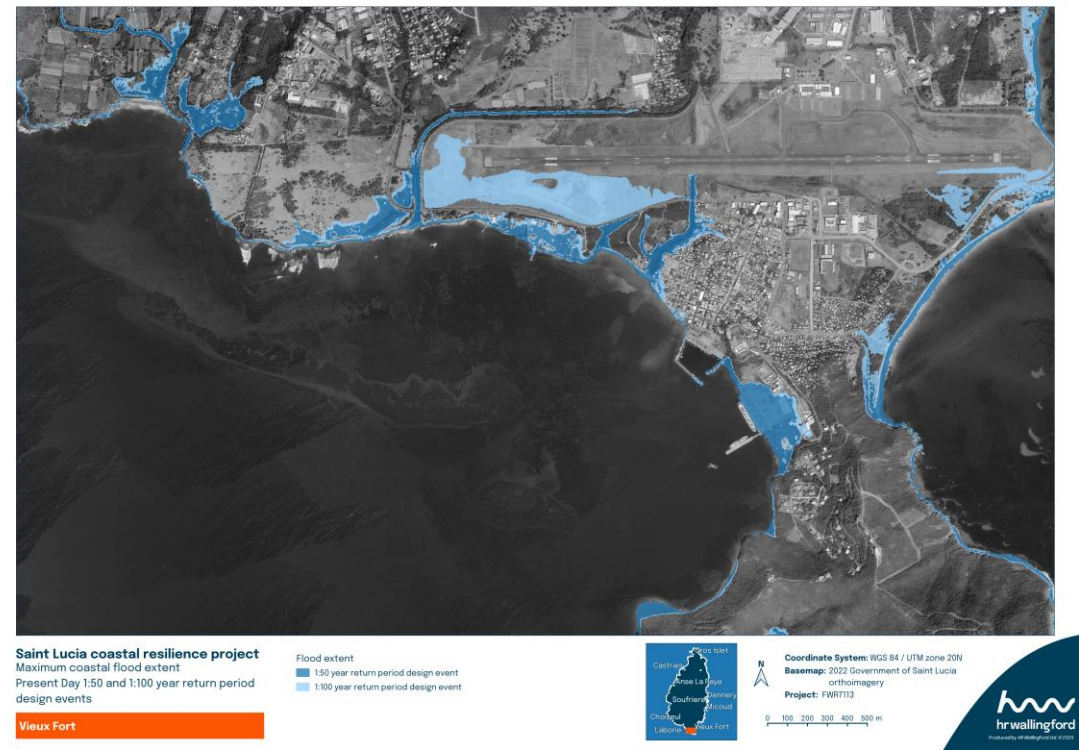 Saint Lucia coastal resilience project
Maximum coastal flood extent
Present Day 1:50 and 1:100 year return period
design events
Vieux Fort
Flood extent
1:50 year return period design event
1:100 year return period design event
Gros Islet
Castries
Anse La Raye
Dennery
Soufriere
Micoud
Choiseul
Vieux Fort
Laborie
N
Coordinate System: WGS 84 / UTM zone 20N
Basemap: 2022 Government of Saint Lucia
orthoimagery
Project: FWR7113
0 100 200 300 400 500 m
hrwallingford
Produced by HR Wallingford Ltd